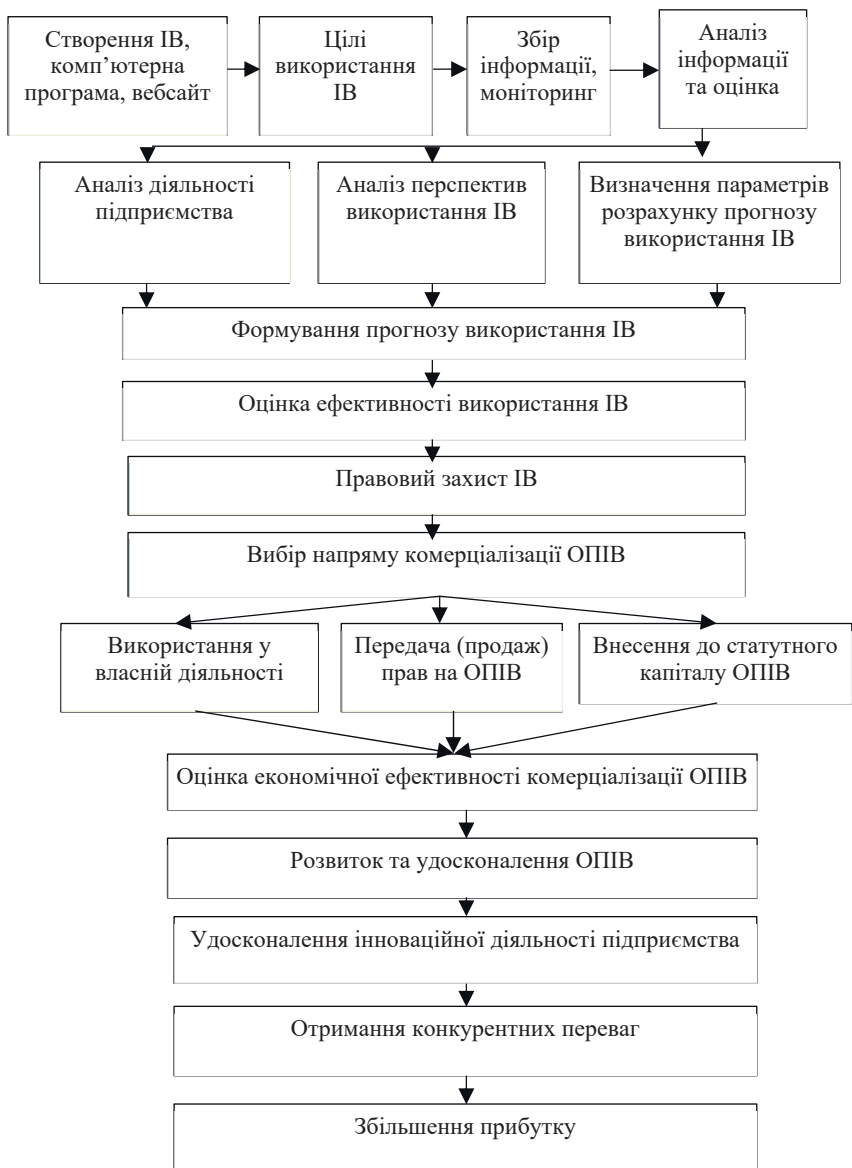 Створення ІВ,
комп’ютерна
програма, вебсайт
Цілі
використання
ІВ
Збір
інформації,
моніторинг
Аналіз
інформації
та оцінка
Аналіз діяльності
підприємства
Аналіз перспектив
використання ІВ
Визначення параметрів
розрахунку прогнозу
використання ІВ
Формування прогнозу використання ІВ
Оцінка ефективності використання ІВ
Правовий захист ІВ
Вибір напряму комерціалізації ОПІВ
Використання у
власній діяльності
Передача (продаж)
прав на ОПІВ
Внесення до статутного
капіталу ОПІВ
Оцінка економічної ефективності комерціалізації ОПІВ
Розвиток та удосконалення ОПІВ
Удосконалення інноваційної діяльності підприємства
Отримання конкурентних переваг
Збільшення прибутку